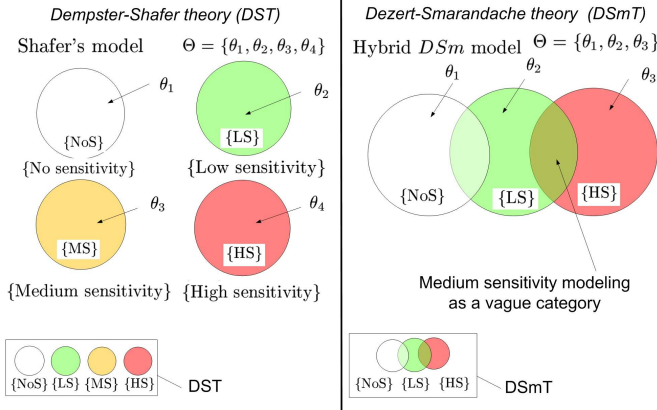 Dempster-Shafer theory (DST)
Shafer's model Θ = {θ₁, θ₂, θ₃, θ₄}
θ₁
θ₂
{NoS}
{LS}
{No sensitivity}
{Low sensitivity}
θ₃
θ₄
{MS}
{HS}
{Medium sensitivity}
{High sensitivity}
{NoS} {LS} {MS} {HS}
DST
Dezert-Smarandache theory (DSmT)
Hybrid DSm model Θ = {θ₁, θ₂, θ₃}
θ₁
θ₂
θ₃
{NoS}
{LS}
{HS}
Medium sensitivity modeling
as a vague category
{NoS} {LS} {HS}
DSmT